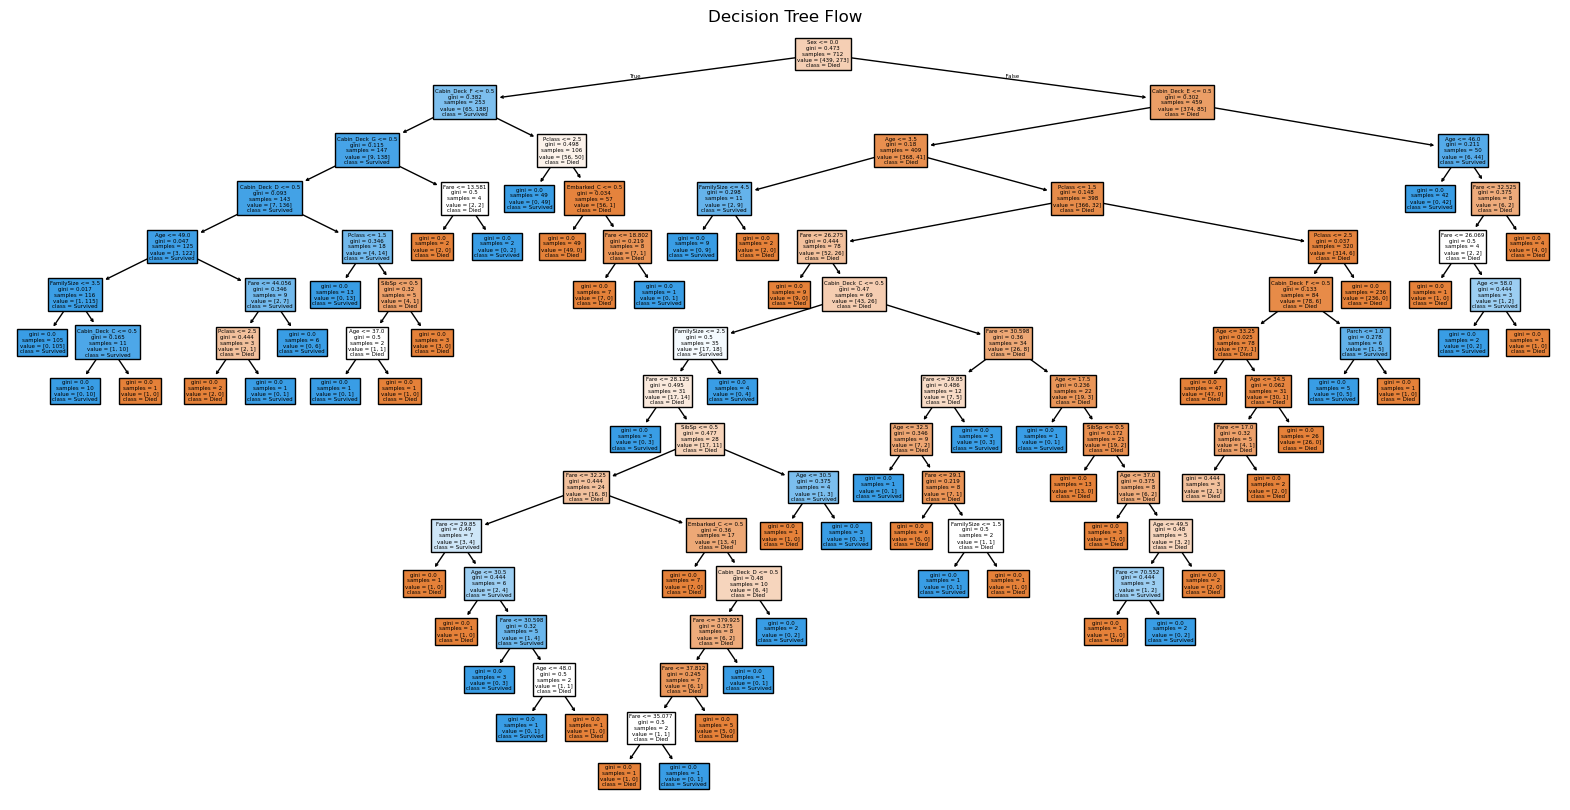 Decision Tree Flow
Sex <= 0.0
gini = 0.473
samples = 712
value = [439, 273]
class = Died
True
False
Cabin_Deck_F <= 0.5
gini = 0.382
samples = 253
value = [65, 188]
class = Survived
Cabin_Deck_E <= 0.5
gini = 0.302
samples = 459
value = [374, 85]
class = Died
Cabin_Deck_G <= 0.5
gini = 0.115
samples = 147
value = [9, 138]
class = Survived
Pclass <= 2.5
gini = 0.498
samples = 106
value = [56, 50]
class = Died
Age <= 3.5
gini = 0.18
samples = 409
value = [368, 41]
class = Died
Age <= 46.0
gini = 0.211
samples = 50
value = [6, 44]
class = Survived
Cabin_Deck_D <= 0.5
gini = 0.093
samples = 143
value = [7, 136]
class = Survived
Fare <= 13.581
gini = 0.5
samples = 4
value = [2, 2]
class = Died
gini = 0.0
samples = 49
value = [0, 49]
class = Survived
Embarked_C <= 0.5
gini = 0.034
samples = 57
value = [56, 1]
class = Died
FamilySize <= 4.5
gini = 0.298
samples = 11
value = [2, 9]
class = Survived
Pclass <= 1.5
gini = 0.148
samples = 398
value = [366, 32]
class = Died
gini = 0.0
samples = 42
value = [0, 42]
class = Survived
Fare <= 32.525
gini = 0.375
samples = 8
value = [6, 2]
class = Died
Age <= 49.0
gini = 0.047
samples = 125
value = [3, 122]
class = Survived
Pclass <= 1.5
gini = 0.346
samples = 18
value = [4, 14]
class = Survived
gini = 0.0
samples = 2
value = [2, 0]
class = Died
gini = 0.0
samples = 2
value = [0, 2]
class = Survived
gini = 0.0
samples = 49
value = [49, 0]
class = Died
Fare <= 18.802
gini = 0.219
samples = 8
value = [7, 1]
class = Died
gini = 0.0
samples = 9
value = [0, 9]
class = Survived
gini = 0.0
samples = 2
value = [2, 0]
class = Died
Fare <= 26.275
gini = 0.444
samples = 78
value = [52, 26]
class = Died
Pclass <= 2.5
gini = 0.037
samples = 320
value = [314, 6]
class = Died
Fare <= 26.069
gini = 0.5
samples = 4
value = [2, 2]
class = Died
gini = 0.0
samples = 4
value = [4, 0]
class = Died
FamilySize <= 3.5
gini = 0.017
samples = 116
value = [1, 115]
class = Survived
Fare <= 44.056
gini = 0.346
samples = 9
value = [2, 7]
class = Survived
gini = 0.0
samples = 13
value = [0, 13]
class = Survived
SibSp <= 0.5
gini = 0.32
samples = 5
value = [4, 1]
class = Died
gini = 0.0
samples = 7
value = [7, 0]
class = Died
gini = 0.0
samples = 1
value = [0, 1]
class = Survived
gini = 0.0
samples = 9
value = [9, 0]
class = Died
Cabin_Deck_C <= 0.5
gini = 0.47
samples = 69
value = [43, 26]
class = Died
Cabin_Deck_F <= 0.5
gini = 0.133
samples = 84
value = [78, 6]
class = Died
gini = 0.0
samples = 236
value = [236, 0]
class = Died
gini = 0.0
samples = 1
value = [1, 0]
class = Died
Age <= 58.0
gini = 0.444
samples = 3
value = [1, 2]
class = Survived
gini = 0.0
samples = 105
value = [0, 105]
class = Survived
Cabin_Deck_C <= 0.5
gini = 0.165
samples = 11
value = [1, 10]
class = Survived
Pclass <= 2.5
gini = 0.444
samples = 3
value = [2, 1]
class = Died
gini = 0.0
samples = 6
value = [0, 6]
class = Survived
Age <= 37.0
gini = 0.5
samples = 2
value = [1, 1]
class = Died
gini = 0.0
samples = 3
value = [3, 0]
class = Died
FamilySize <= 2.5
gini = 0.5
samples = 35
value = [17, 18]
class = Survived
Fare <= 30.598
gini = 0.36
samples = 34
value = [26, 8]
class = Died
Age <= 33.25
gini = 0.025
samples = 78
value = [77, 1]
class = Died
Parch <= 1.0
gini = 0.278
samples = 6
value = [1, 5]
class = Survived
gini = 0.0
samples = 2
value = [0, 2]
class = Survived
gini = 0.0
samples = 1
value = [1, 0]
class = Died
gini = 0.0
samples = 10
value = [0, 10]
class = Survived
gini = 0.0
samples = 1
value = [1, 0]
class = Died
gini = 0.0
samples = 2
value = [2, 0]
class = Died
gini = 0.0
samples = 1
value = [0, 1]
class = Survived
gini = 0.0
samples = 1
value = [0, 1]
class = Survived
gini = 0.0
samples = 1
value = [1, 0]
class = Died
Fare <= 28.125
gini = 0.495
samples = 31
value = [17, 14]
class = Died
gini = 0.0
samples = 4
value = [0, 4]
class = Survived
Fare <= 29.85
gini = 0.486
samples = 12
value = [7, 5]
class = Died
Age <= 17.5
gini = 0.236
samples = 22
value = [19, 3]
class = Died
gini = 0.0
samples = 47
value = [47, 0]
class = Died
Age <= 34.5
gini = 0.062
samples = 31
value = [30, 1]
class = Died
gini = 0.0
samples = 5
value = [0, 5]
class = Survived
gini = 0.0
samples = 1
value = [1, 0]
class = Died
gini = 0.0
samples = 3
value = [0, 3]
class = Survived
SibSp <= 0.5
gini = 0.477
samples = 28
value = [17, 11]
class = Died
Age <= 32.5
gini = 0.346
samples = 9
value = [7, 2]
class = Died
gini = 0.0
samples = 3
value = [0, 3]
class = Survived
gini = 0.0
samples = 1
value = [0, 1]
class = Survived
SibSp <= 0.5
gini = 0.172
samples = 21
value = [19, 2]
class = Died
Fare <= 17.0
gini = 0.32
samples = 5
value = [4, 1]
class = Died
gini = 0.0
samples = 26
value = [26, 0]
class = Died
Fare <= 32.25
gini = 0.444
samples = 24
value = [16, 8]
class = Died
Age <= 30.5
gini = 0.375
samples = 4
value = [1, 3]
class = Survived
gini = 0.0
samples = 1
value = [0, 1]
class = Survived
Fare <= 29.1
gini = 0.219
samples = 8
value = [7, 1]
class = Died
gini = 0.0
samples = 13
value = [13, 0]
class = Died
Age <= 37.0
gini = 0.375
samples = 8
value = [6, 2]
class = Died
gini = 0.444
samples = 3
value = [2, 1]
class = Died
gini = 0.0
samples = 2
value = [2, 0]
class = Died
Fare <= 29.85
gini = 0.49
samples = 7
value = [3, 4]
class = Survived
Embarked_C <= 0.5
gini = 0.36
samples = 17
value = [13, 4]
class = Died
gini = 0.0
samples = 1
value = [1, 0]
class = Died
gini = 0.0
samples = 3
value = [0, 3]
class = Survived
gini = 0.0
samples = 6
value = [6, 0]
class = Died
FamilySize <= 1.5
gini = 0.5
samples = 2
value = [1, 1]
class = Died
gini = 0.0
samples = 3
value = [3, 0]
class = Died
Age <= 49.5
gini = 0.48
samples = 5
value = [3, 2]
class = Died
gini = 0.0
samples = 1
value = [1, 0]
class = Died
Age <= 30.5
gini = 0.444
samples = 6
value = [2, 4]
class = Survived
gini = 0.0
samples = 7
value = [7, 0]
class = Died
Cabin_Deck_D <= 0.5
gini = 0.48
samples = 10
value = [6, 4]
class = Died
gini = 0.0
samples = 1
value = [0, 1]
class = Survived
gini = 0.0
samples = 1
value = [1, 0]
class = Died
Fare <= 70.552
gini = 0.444
samples = 3
value = [1, 2]
class = Survived
gini = 0.0
samples = 2
value = [2, 0]
class = Died
gini = 0.0
samples = 1
value = [1, 0]
class = Died
Fare <= 30.598
gini = 0.32
samples = 5
value = [1, 4]
class = Survived
Fare <= 379.925
gini = 0.375
samples = 8
value = [6, 2]
class = Died
gini = 0.0
samples = 2
value = [0, 2]
class = Survived
gini = 0.0
samples = 1
value = [1, 0]
class = Died
gini = 0.0
samples = 2
value = [0, 2]
class = Survived
gini = 0.0
samples = 3
value = [0, 3]
class = Survived
Age <= 48.0
gini = 0.5
samples = 2
value = [1, 1]
class = Died
Fare <= 37.812
gini = 0.245
samples = 7
value = [6, 1]
class = Died
gini = 0.0
samples = 1
value = [0, 1]
class = Survived
gini = 0.0
samples = 1
value = [0, 1]
class = Survived
gini = 0.0
samples = 1
value = [1, 0]
class = Died
Fare <= 35.077
gini = 0.5
samples = 2
value = [1, 1]
class = Died
gini = 0.0
samples = 5
value = [5, 0]
class = Died
gini = 0.0
samples = 1
value = [1, 0]
class = Died
gini = 0.0
samples = 1
value = [0, 1]
class = Survived